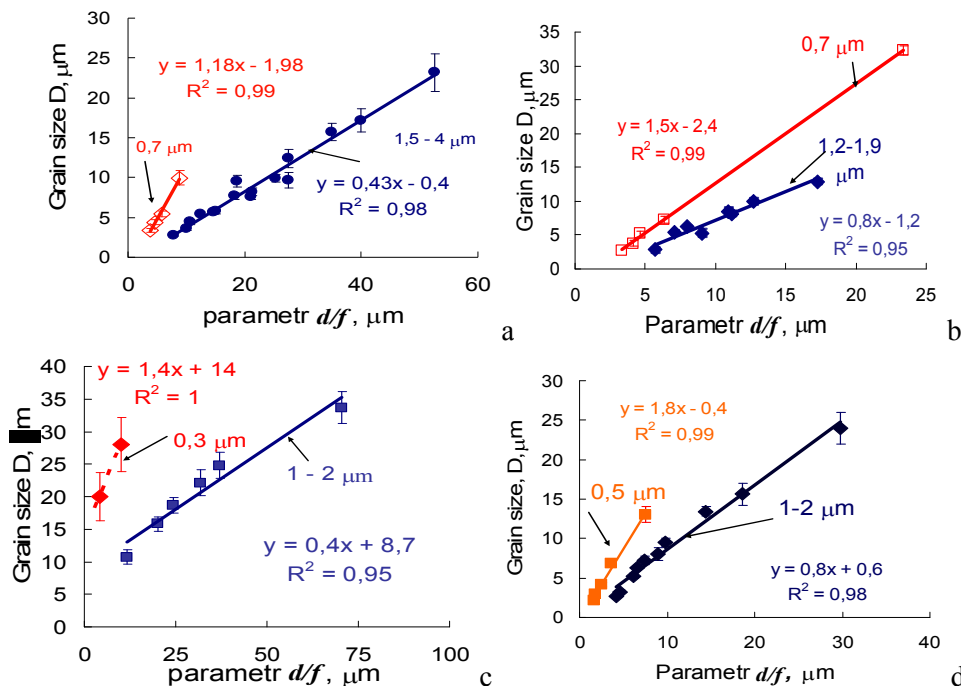 Grain size D, μm
30
25
20
15
10
5
0
0
20
40
60
parametr d/f, μm
y = 1,18x - 1,98
R² = 0,99
0,7 μm
1,5 - 4 μm
y = 0,43x - 0,4
R² = 0,98
a
Grain size D, μm
35
30
25
20
15
10
5
0
0
5
10
15
20
25
Parametr d/f, μm
0,7 μm
y = 1,5x - 2,4
R² = 0,99
1,2-1,9
μm
y = 0,8x - 1,2
R² = 0,95
b
Grain size D, m
40
35
30
25
20
15
10
5
0
0
25
50
75
100
parametr d/f, μm
y = 1,4x + 14
R² = 1
0,3 μm
1 - 2 μm
y = 0,4x + 8,7
R² = 0,95
c
Grain size, D, μm
30
25
20
15
10
5
0
0
10
20
30
40
Parametr d/f, μm
y = 1,8x - 0,4
R² = 0,99
0,5 μm
1-2 μm
y = 0,8x + 0,6
R² = 0,98
d